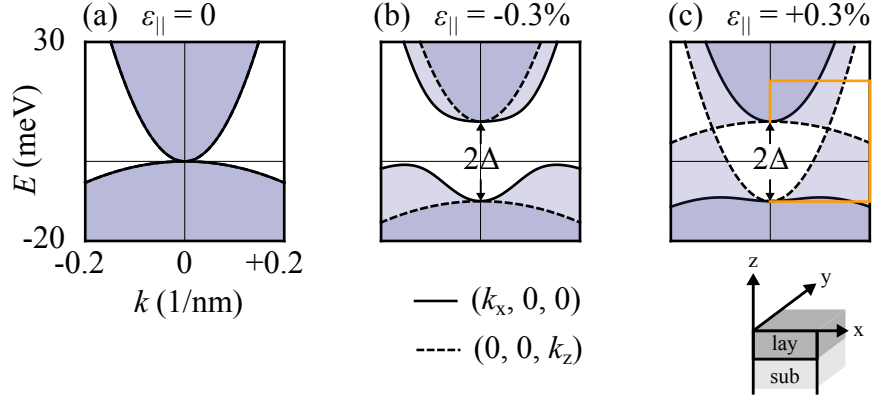 (a) ε|| = 0
(b) ε|| = -0.3%
(c) ε|| = +0.3%
30
E (meV)
-20
-0.2 0 +0.2
k (1/nm)
2Δ
2Δ
(kx, 0, 0)
(0, 0, kz)
z
y
x
lay
sub